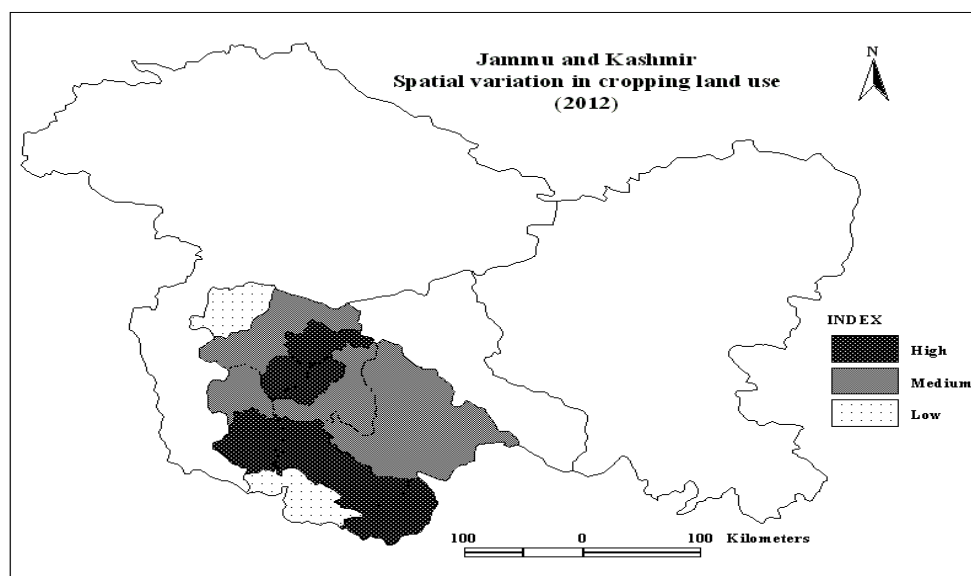 Jammu and Kashmir
Spatial variation in cropping land use
(2012)
N
INDEX
High
Medium
Low
100 0 100 Kilometers